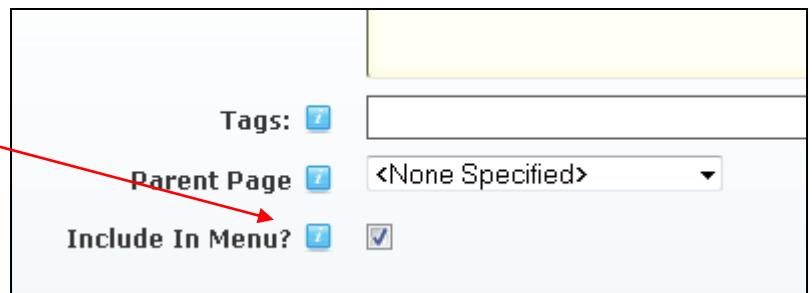 Tags:
Parent Page <None Specified>
Include In Menu?